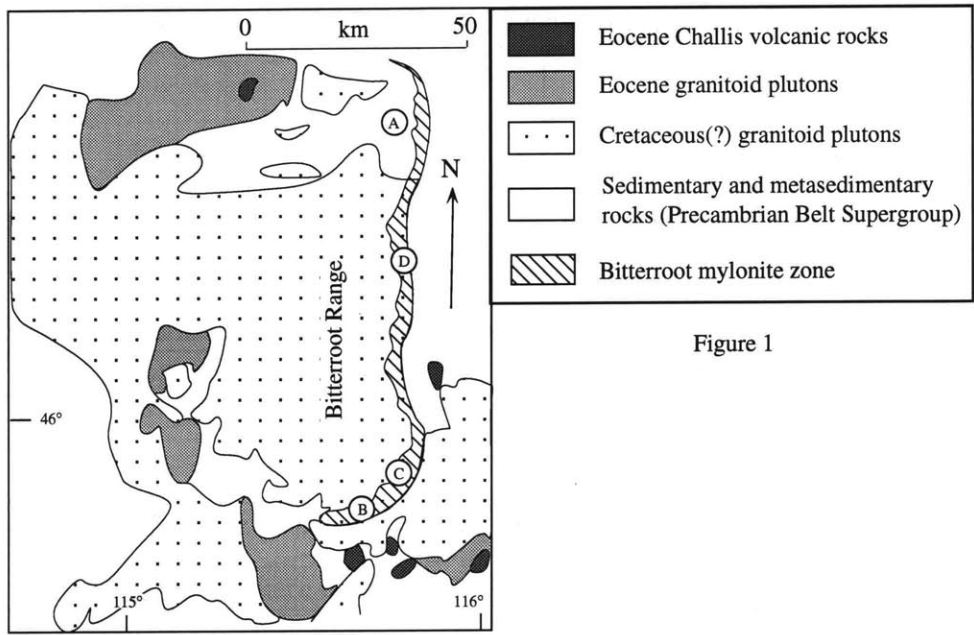 0 km 50
A
N
D
Bitterroot Range
46°
C
B
115° 116°
Eocene Challis volcanic rocks
Eocene granitoid plutons
Cretaceous(?) granitoid plutons
Sedimentary and metasedimentary
rocks (Precambrian Belt Supergroup)
Bitterroot mylonite zone
Figure 1